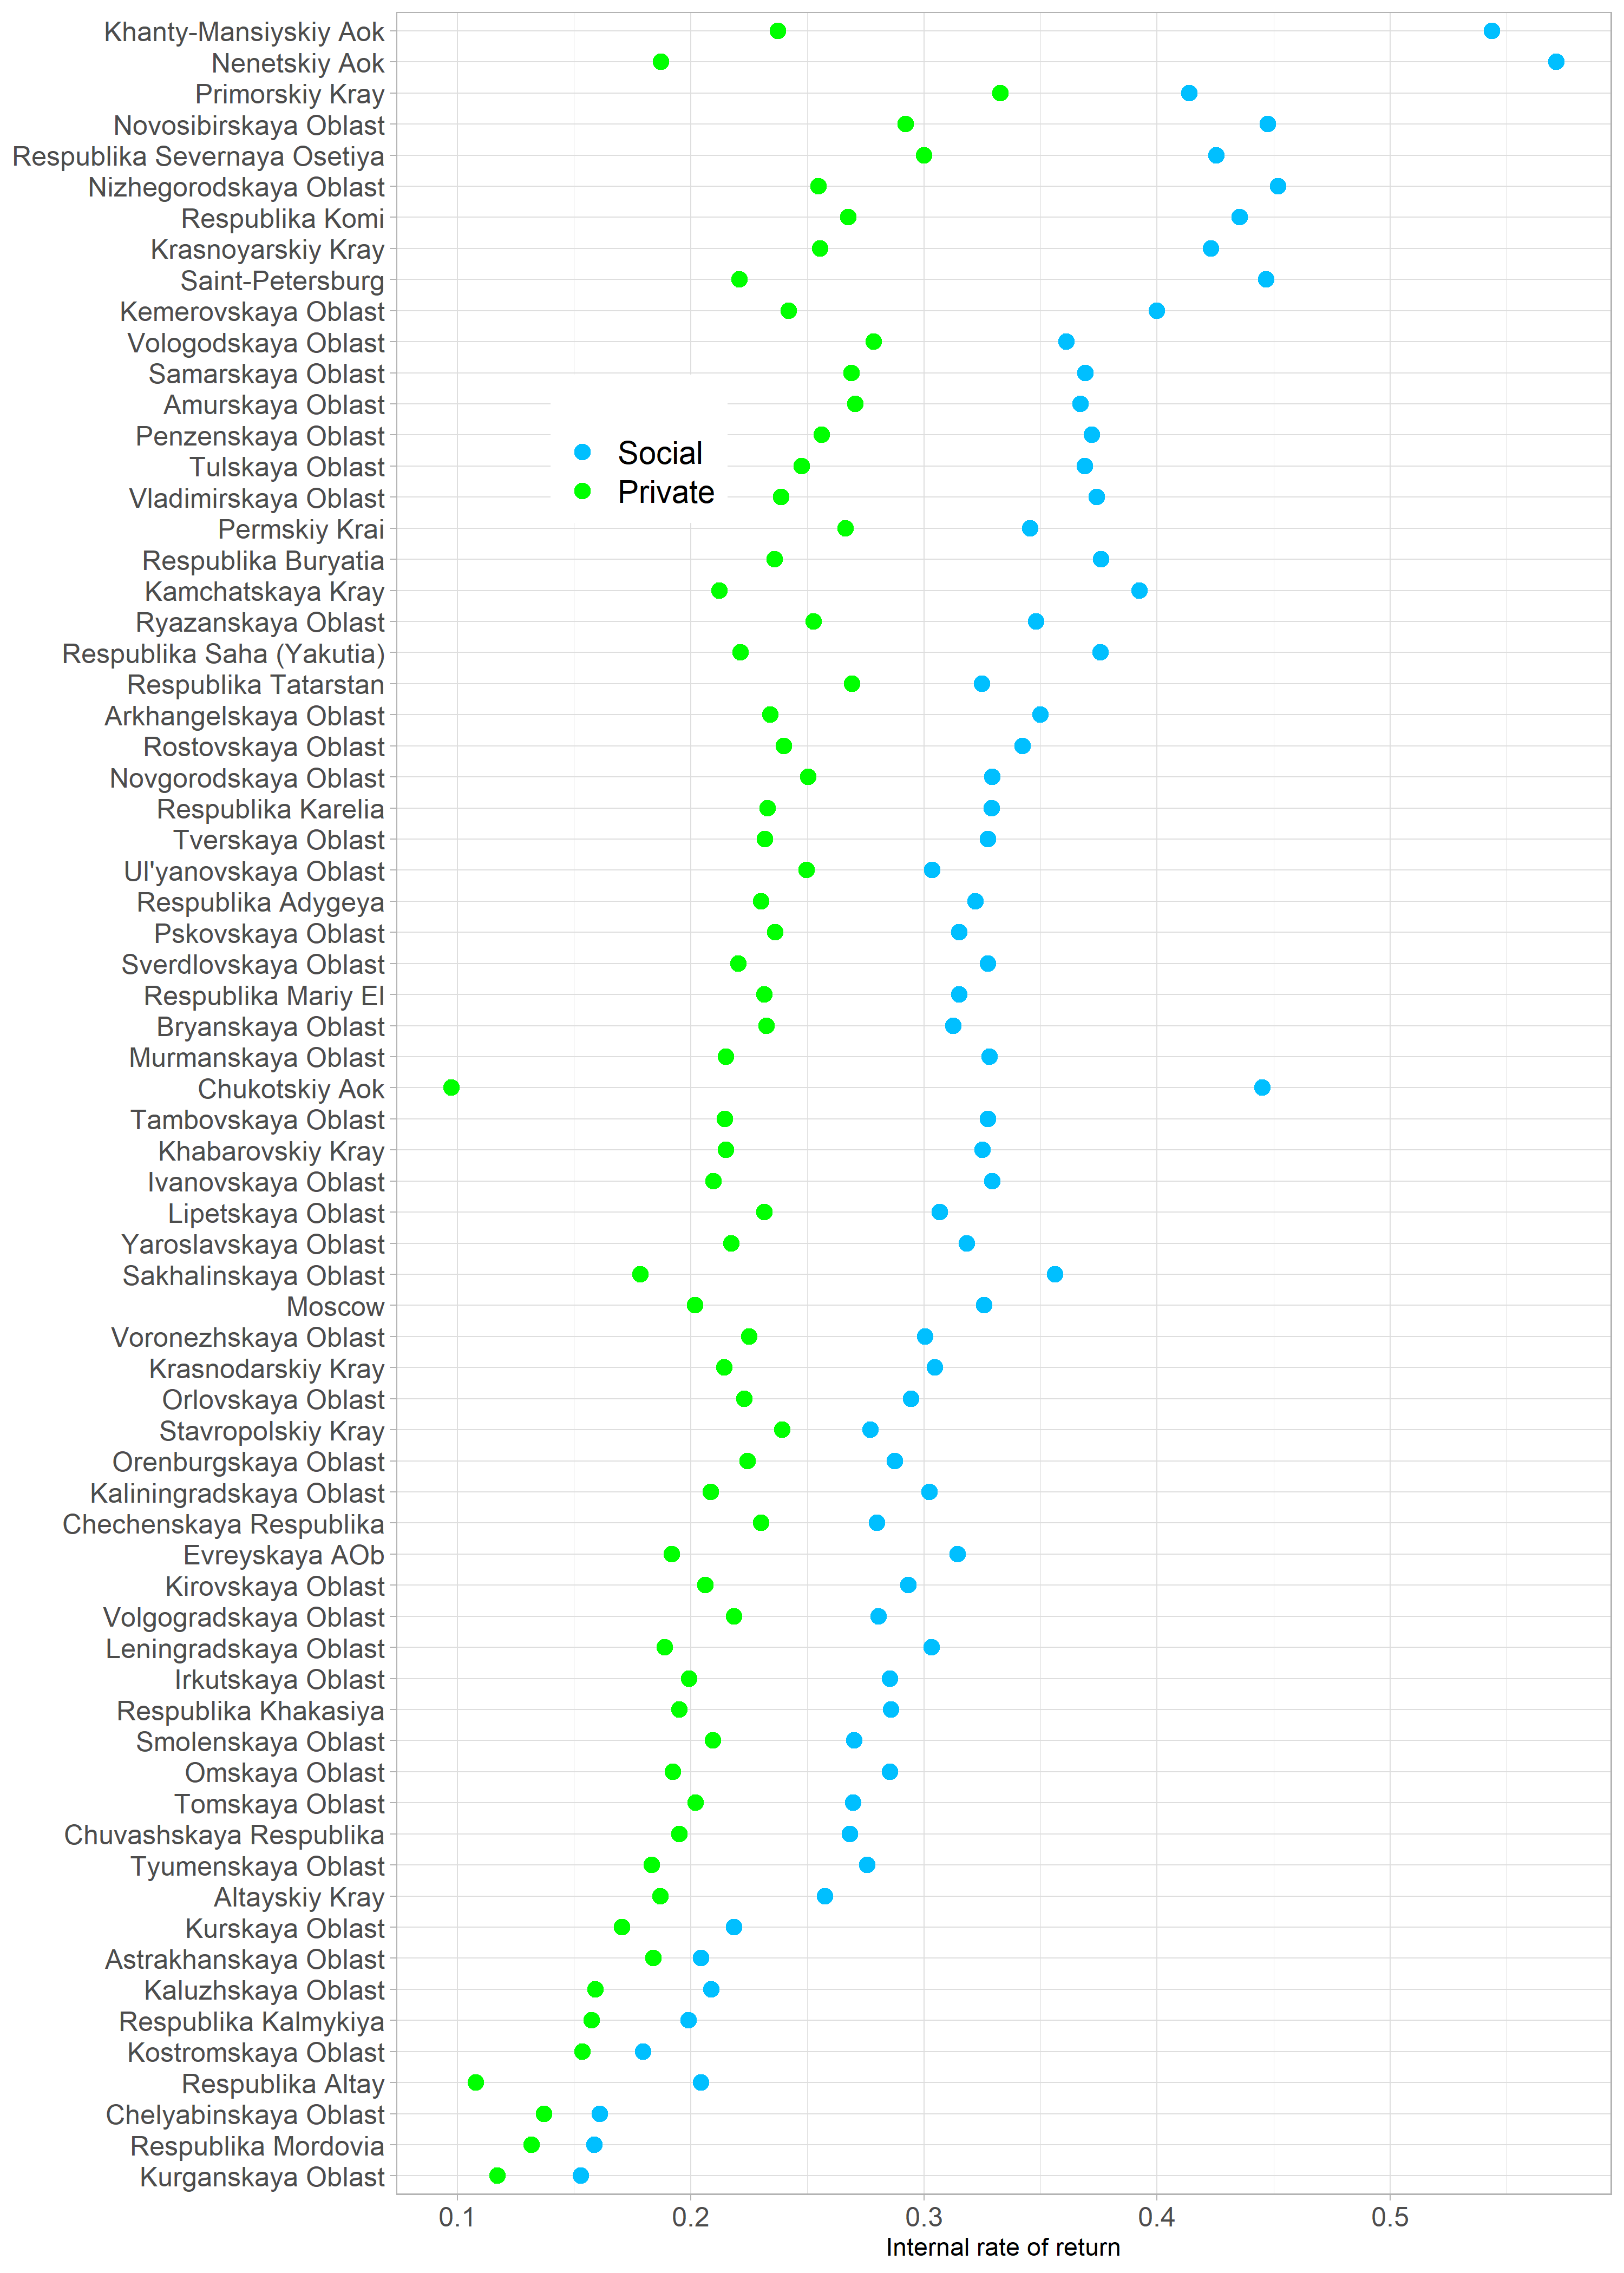 Khanty-Mansiyskiy Aok
Nenetskiy Aok
Primorskiy Kray
Novosibirskaya Oblast
Respublika Severnaya Osetiya
Nizhegorodskaya Oblast
Respublika Komi
Krasnoyarskiy Kray
Saint-Petersburg
Kemerovskaya Oblast
Vologodskaya Oblast
Samarskaya Oblast
Amurskaya Oblast
Penzenskaya Oblast
Tulskaya Oblast
Vladimirskaya Oblast
Permskiy Krai
Respublika Buryatia
Kamchatskaya Kray
Ryazanskaya Oblast
Respublika Saha (Yakutia)
Respublika Tatarstan
Arkhangelskaya Oblast
Rostovskaya Oblast
Novgorodskaya Oblast
Respublika Karelia
Tverskaya Oblast
Ul'yanovskaya Oblast
Respublika Adygeya
Pskovskaya Oblast
Sverdlovskaya Oblast
Respublika Mariy El
Bryanskaya Oblast
Murmanskaya Oblast
Chukotskiy Aok
Tambovskaya Oblast
Khabarovskiy Kray
Ivanovskaya Oblast
Lipetskaya Oblast
Yaroslavskaya Oblast
Sakhalinskaya Oblast
Moscow
Voronezhskaya Oblast
Krasnodarskiy Kray
Orlovskaya Oblast
Stavropolskiy Kray
Orenburgskaya Oblast
Kaliningradskaya Oblast
Chechenskaya Respublika
Evreyskaya AOb
Kirovskaya Oblast
Volgogradskaya Oblast
Leningradskaya Oblast
Irkutskaya Oblast
Respublika Khakasiya
Smolenskaya Oblast
Omskaya Oblast
Tomskaya Oblast
Chuvashskaya Respublika
Tyumenskaya Oblast
Altayskiy Kray
Kurskaya Oblast
Astrakhanskaya Oblast
Kaluzhskaya Oblast
Respublika Kalmykiya
Kostromskaya Oblast
Respublika Altay
Chelyabinskaya Oblast
Respublika Mordovia
Kurganskaya Oblast
Social
Private
0.1 0.2 0.3 0.4 0.5
Internal rate of return